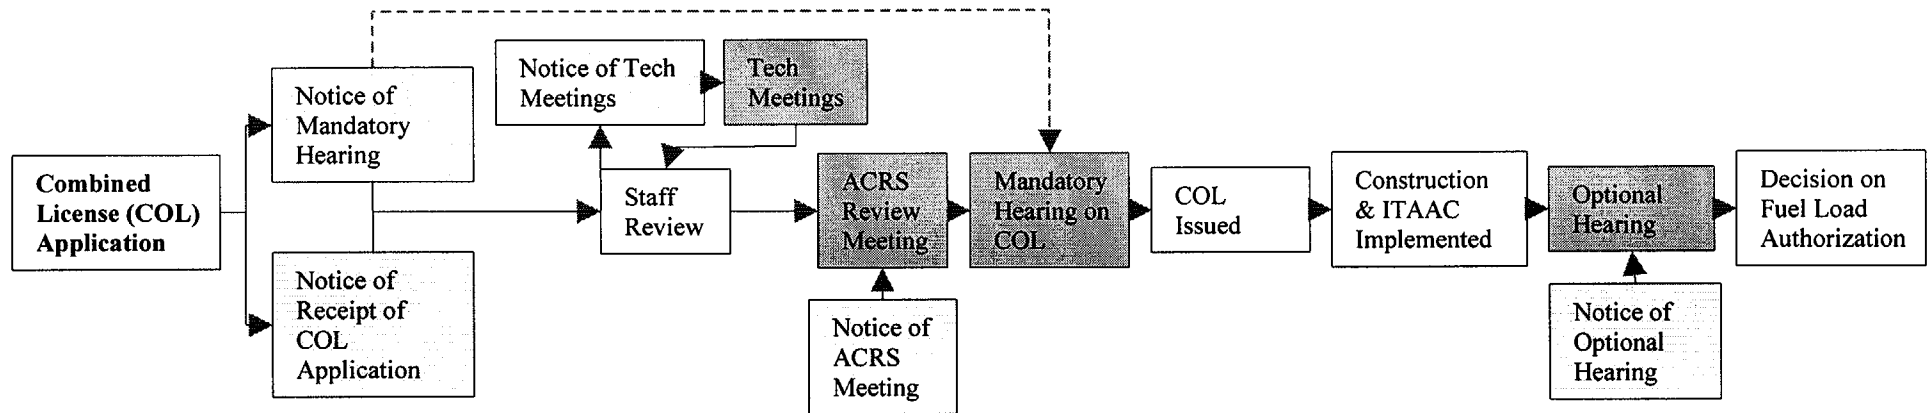 Combined
License (COL)
Application
Notice of
Mandatory
Hearing
Notice of
Receipt of
COL
Application
Notice of Tech
Meetings
Tech
Meetings
Staff
Review
ACRS
Review
Meeting
Notice of
ACRS
Meeting
Mandatory
Hearing on
COL
COL
Issued
Construction
& ITAAC
Implemented
Optional
Hearing
Notice of
Optional
Hearing
Decision on
Fuel Load
Authorization